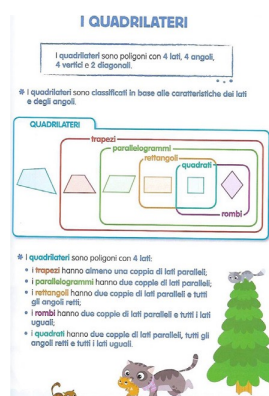 I QUADRILATERI
I quadrilateri sono poligoni con 4 lati, 4 angoli,
4 vertici e 2 diagonali.
I quadrilateri sono classificati in base alle caratteristiche dei lati
e degli angoli.
QUADRILATERI
trapezi
parallelogrammi
rettangoli
quadrati
rombi
I quadrilateri sono poligoni con 4 lati:
• i trapezi hanno almeno una coppia di lati paralleli;
• i parallelogrammi hanno due coppie di lati paralleli;
• i rettangoli hanno due coppie di lati paralleli e tutti
gli angoli retti;
• i rombi hanno due coppie di lati paralleli e tutti i lati
uguali;
• i quadrati hanno due coppie di lati paralleli, tutti gli
angoli retti e tutti i lati uguali.